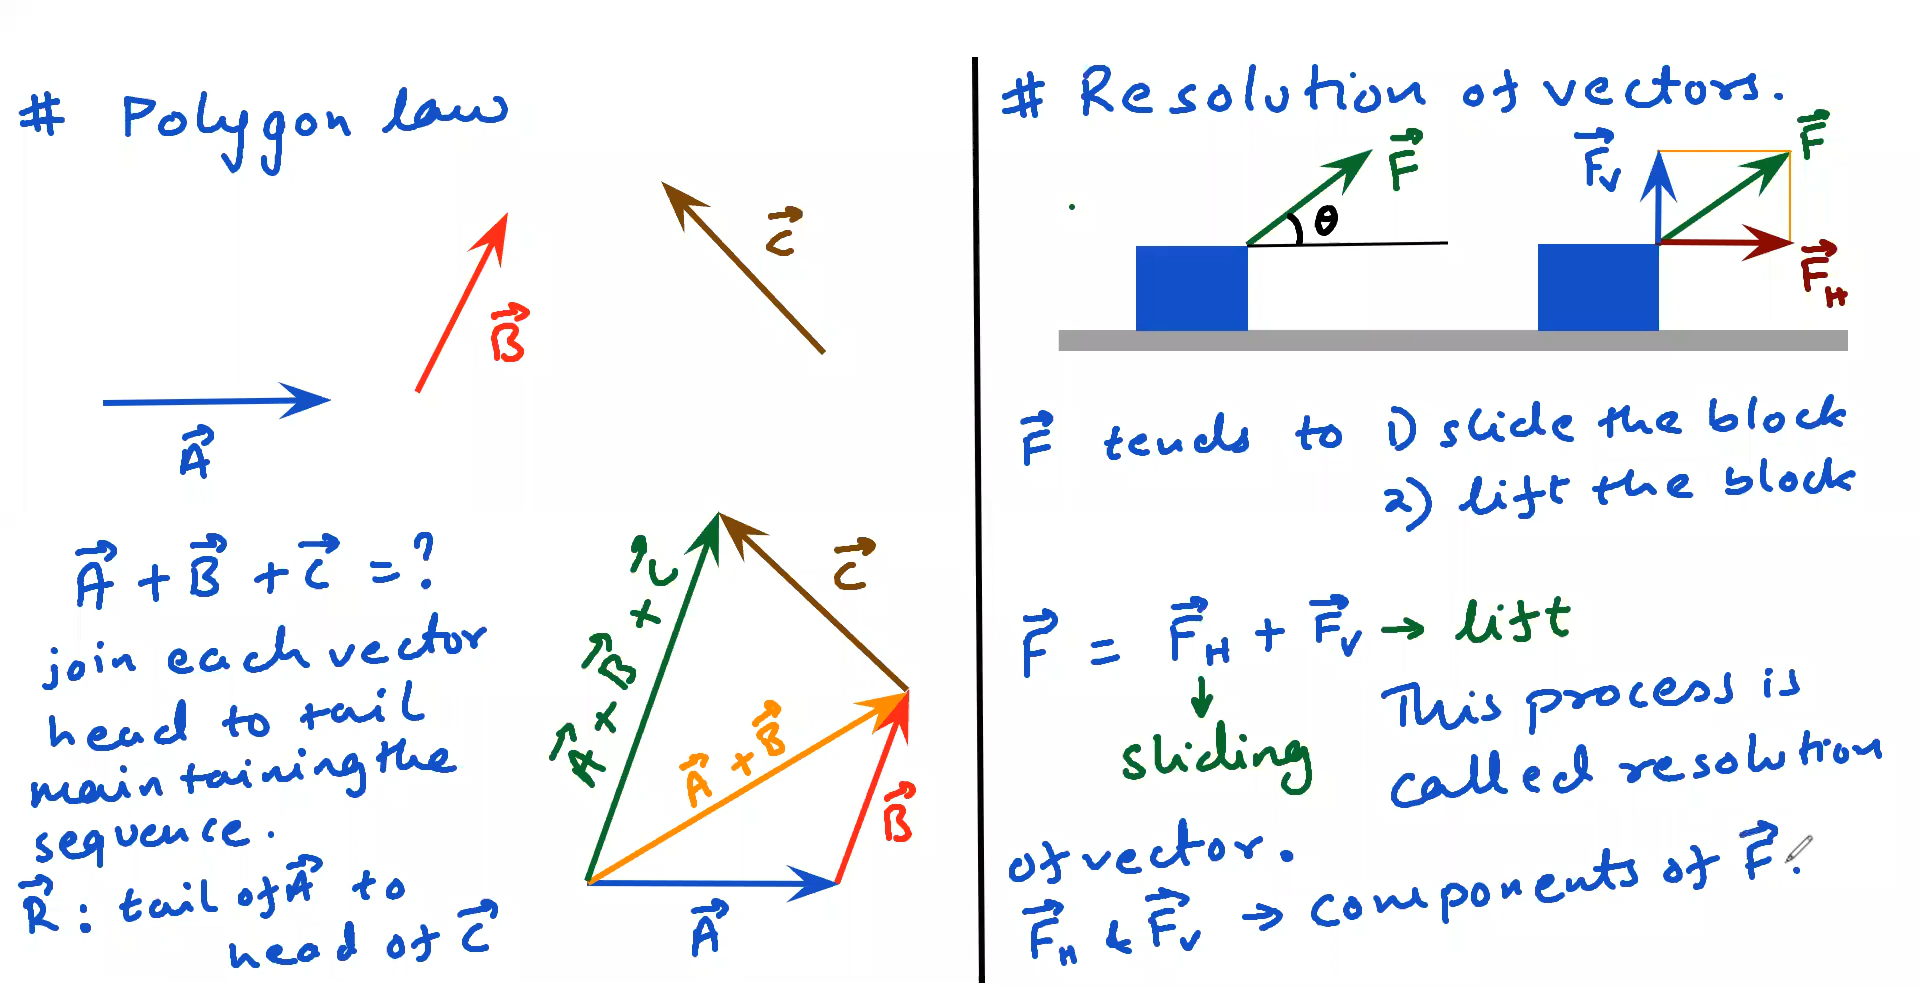 # Polygon law
B⃗
C⃗
A⃗
A⃗ + B⃗ + C⃗ = ?
join each vector
head to tail
maintaining the
sequence.
R⃗ : tail of A⃗ to
head of C⃗
A⃗ + B⃗ + C⃗
C⃗
A⃗ + B⃗
B⃗
A⃗
# Resolution of vectors.
F⃗
θ
F⃗V
F⃗
F⃗H
F⃗ tends to 1) slide the block
2) lift the block
F⃗ = F⃗H + F⃗V → lift
↓
sliding
This process is
called resolution
of vector.
F⃗H & F⃗V → components of F⃗.